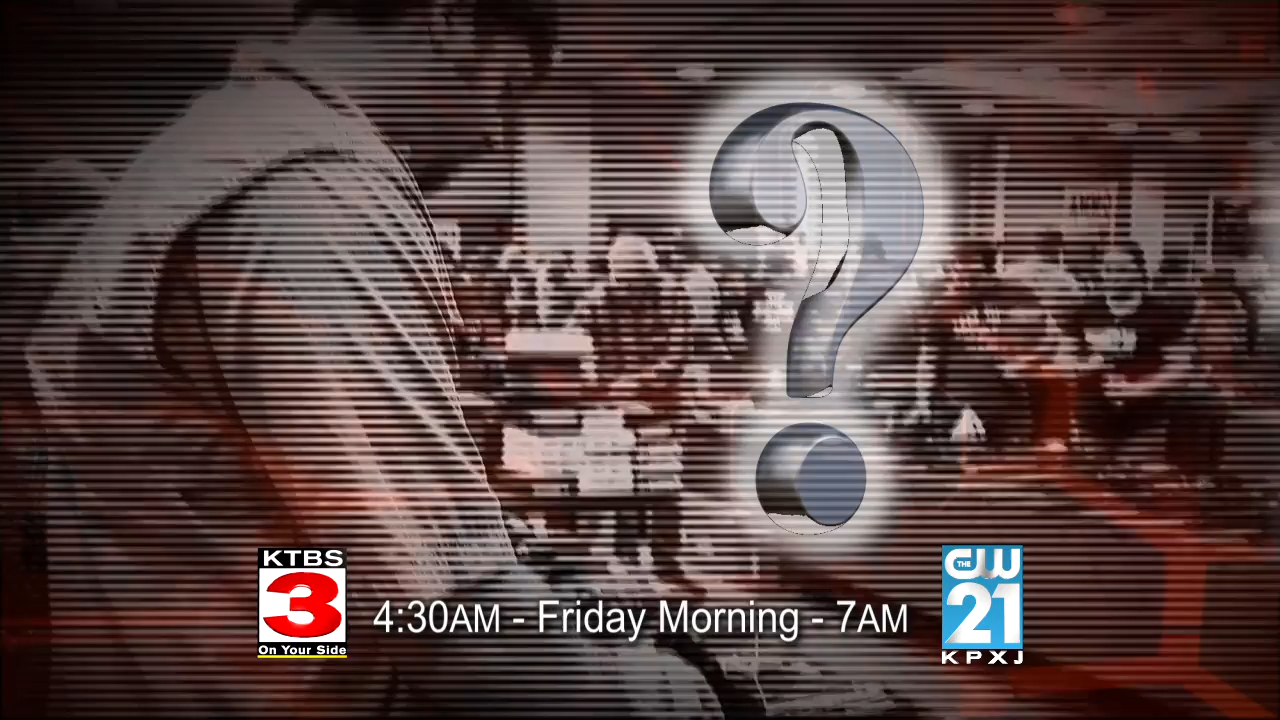 ?
KTBS
3
On Your Side
4:30AM - Friday Morning - 7AM
THE CW
21
KPXJ